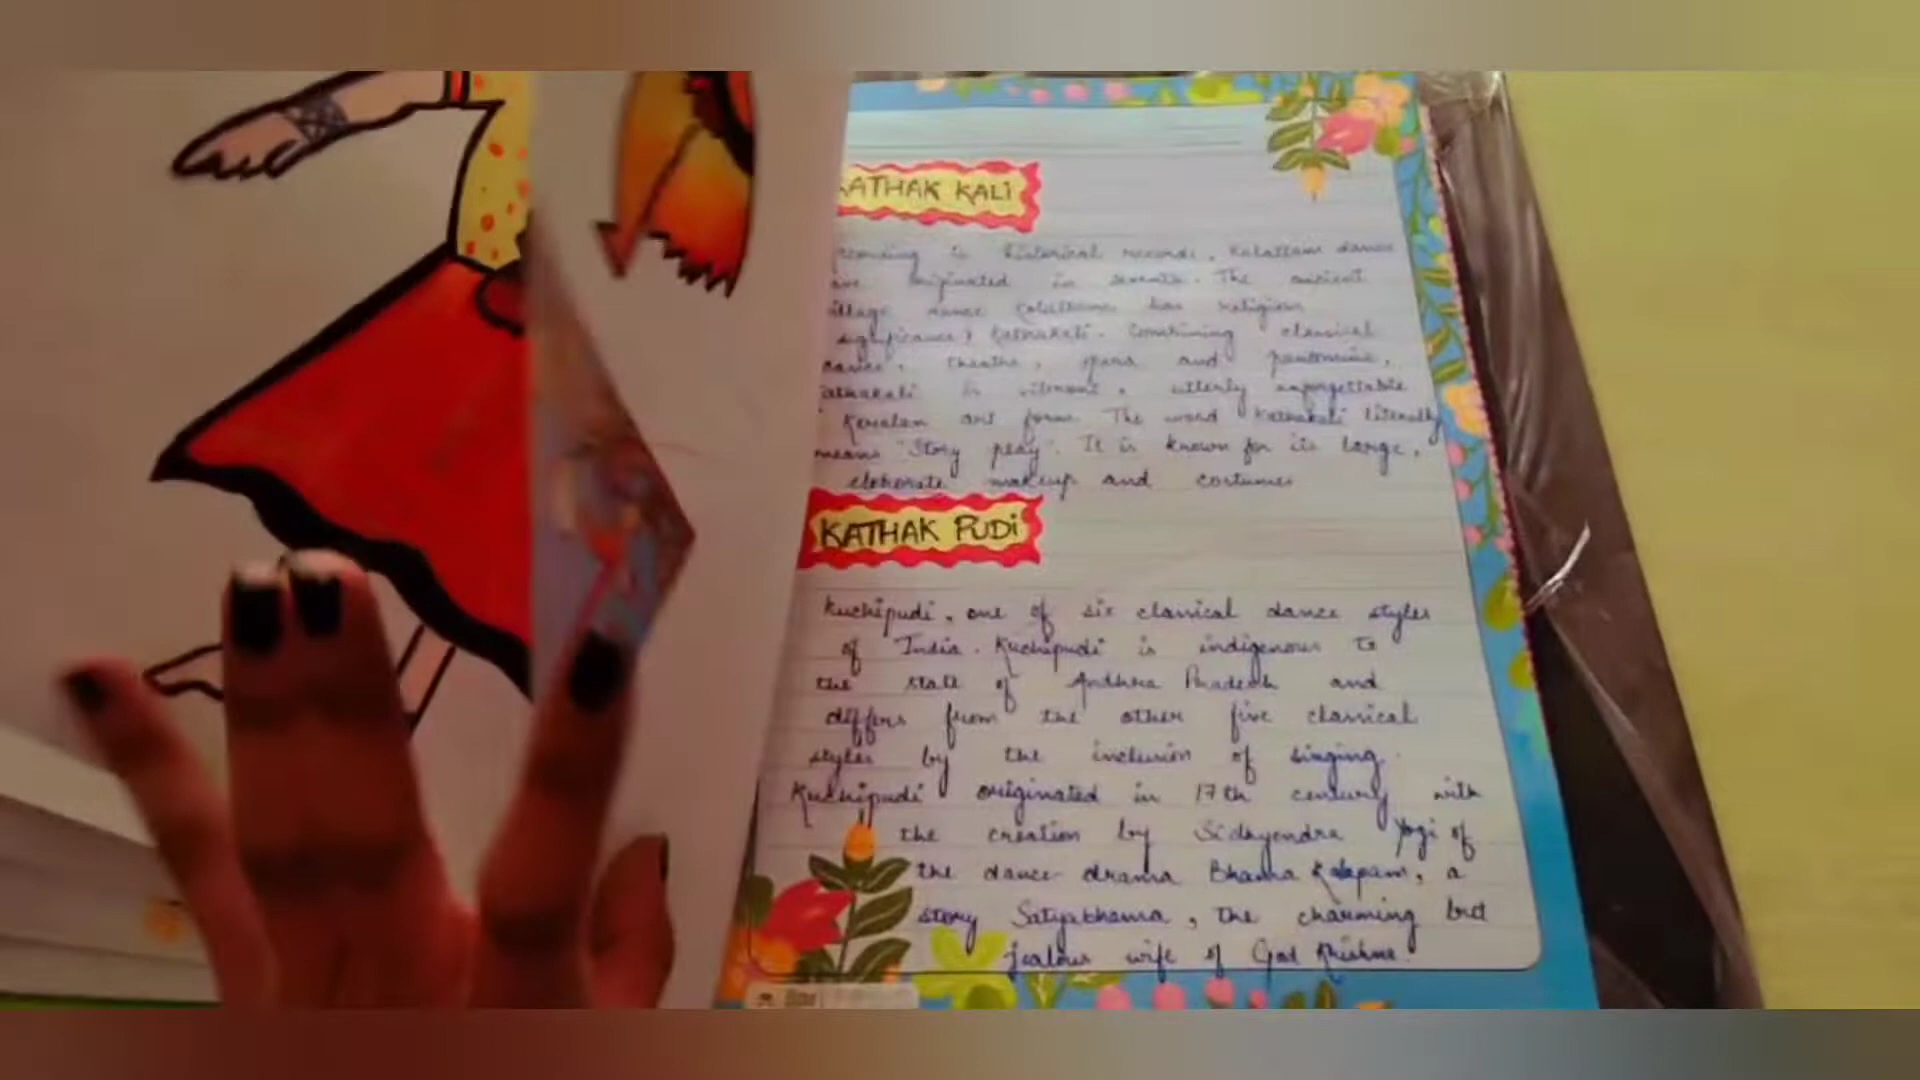 KATHAK KALI
to historical records, Kolattam dance
originated in The ancient
village dance Kolattam has religious
significance Kathakali. Combining classical
dance, theatre, opera and pantomime,
Kathakali is vibrant, utterly unforgettable
Keralan art form. The word Kathakali literally
means "Story play". It is known for its large,
elaborate makeup and costumes
KATHAK PUDI
Kuchipudi, one of six classical dance styles
of India. Kuchipudi is indigenous to
the state of Andhra Pradesh and
differs from the other five classical
styles by the inclusion of singing.
Kuchipudi originated in 17th century with
the creation by Sidhyendra Yogi of
the dance drama Bhama Kalapam, a
story Satyabhama, the charming but
jealous wife of God Krishna.